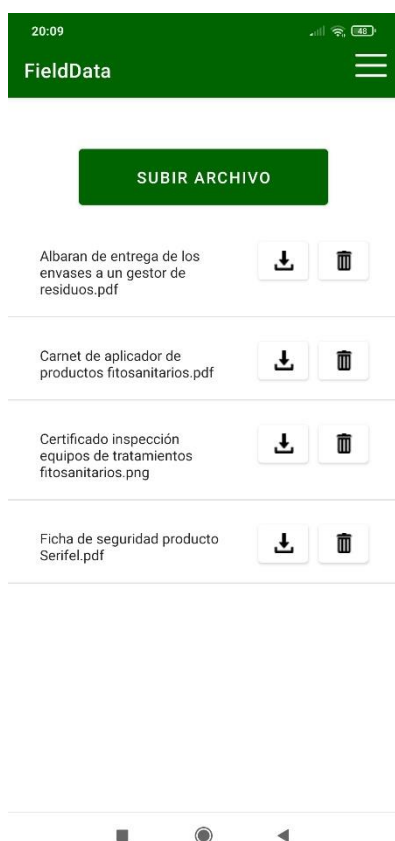 20:09
48
FieldData
SUBIR ARCHIVO
Albaran de entrega de los
envases a un gestor de
residuos.pdf
Carnet de aplicador de
productos fitosanitarios.pdf
Certificado inspección
equipos de tratamientos
fitosanitarios.png
Ficha de seguridad producto
Serifel.pdf